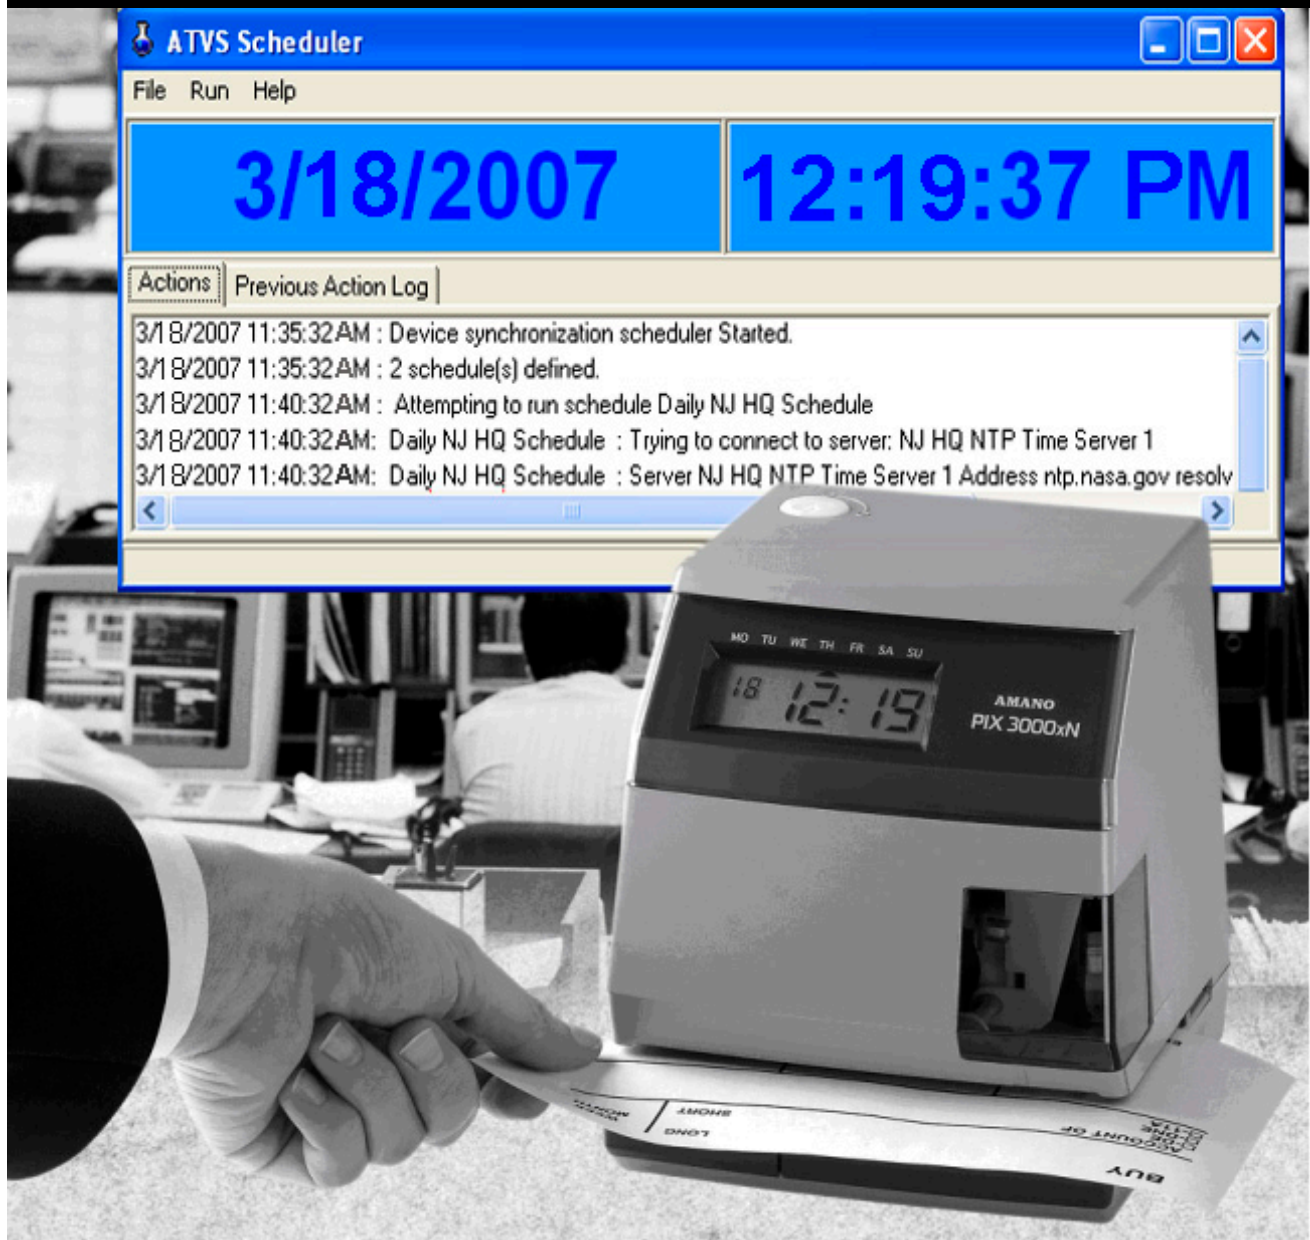 ATVS Scheduler
File Run Help
3/18/2007 12:19:37 PM
Actions Previous Action Log
3/18/2007 11:35:32 AM : Device synchronization scheduler Started.
3/18/2007 11:35:32 AM : 2 schedule(s) defined.
3/18/2007 11:40:32 AM : Attempting to run schedule Daily NJ HQ Schedule
3/18/2007 11:40:32 AM: Daily NJ HQ Schedule : Trying to connect to server: NJ HQ NTP Time Server 1
3/18/2007 11:40:32 AM: Daily NJ HQ Schedule : Server NJ HQ NTP Time Server 1 Address ntp.nasa.gov resolv
MO TU WE TH FR SA SU
18 12:19
AMANO
PIX 3000xN
BUY
ACCOUNT OF
LONG
SHORT